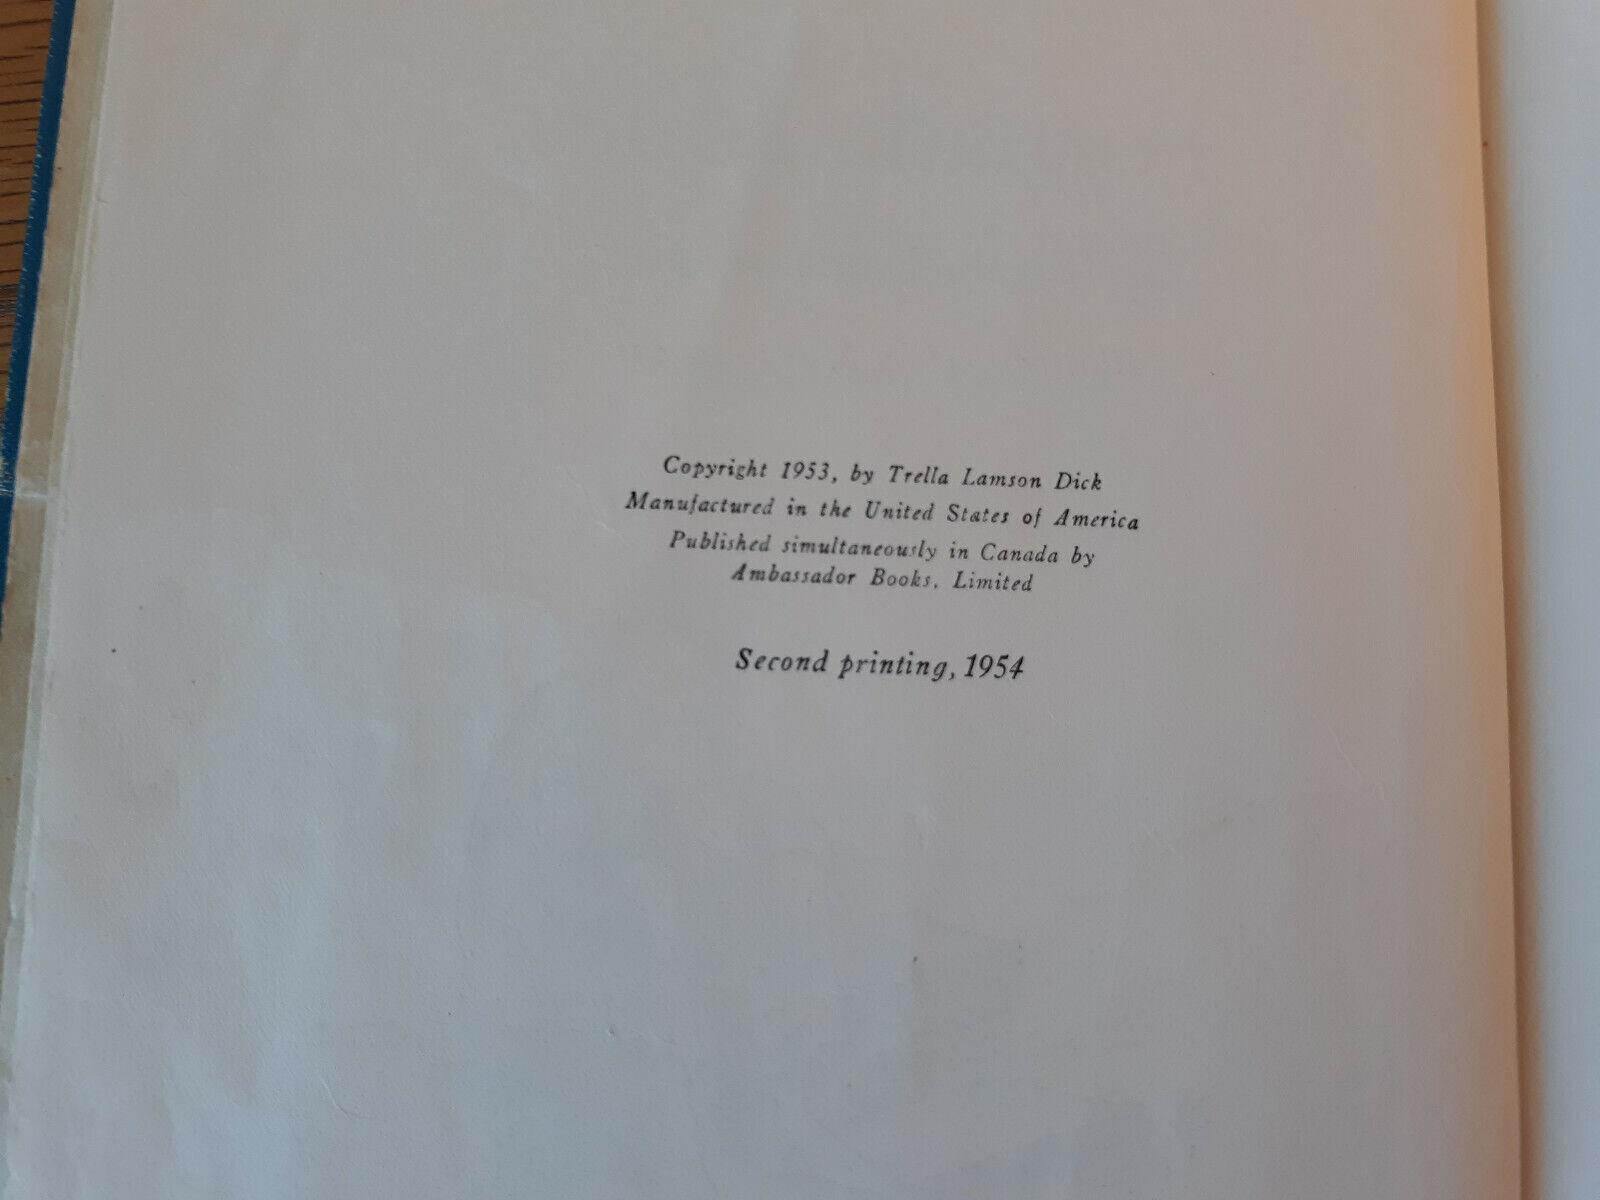 Copyright 1953, by Trella Lamson Dick
Manufactured in the United States of America
Published simultaneously in Canada by
Ambassador Books. Limited
Second printing, 1954